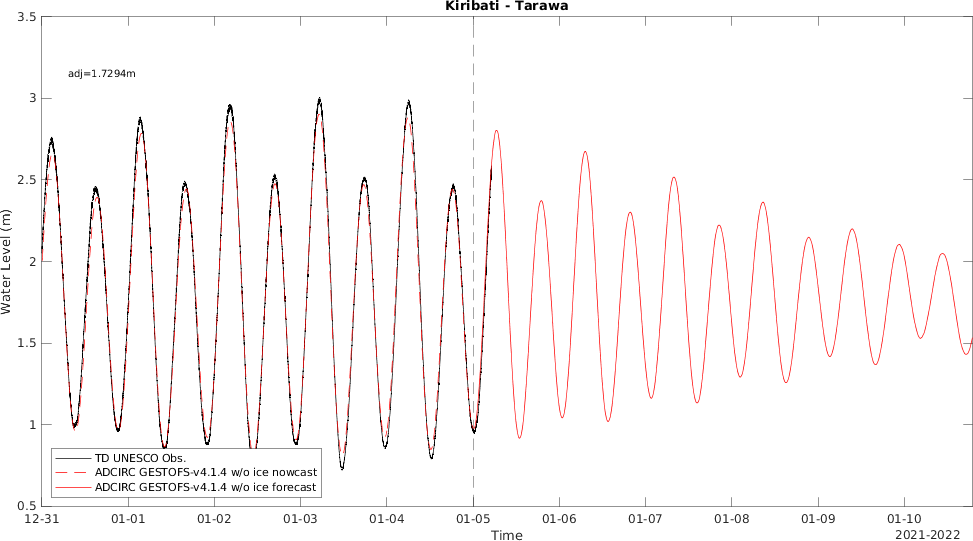 Kiribati - Tarawa
adj=1.7294m
Water Level (m)
3.5
3
2.5
2
1.5
1
0.5
TD UNESCO Obs.
ADCIRC GESTOFS-v4.1.4 w/o ice nowcast
ADCIRC GESTOFS-v4.1.4 w/o ice forecast
12-31 01-01 01-02 01-03 01-04 01-05 01-06 01-07 01-08 01-09 01-10
Time
2021-2022